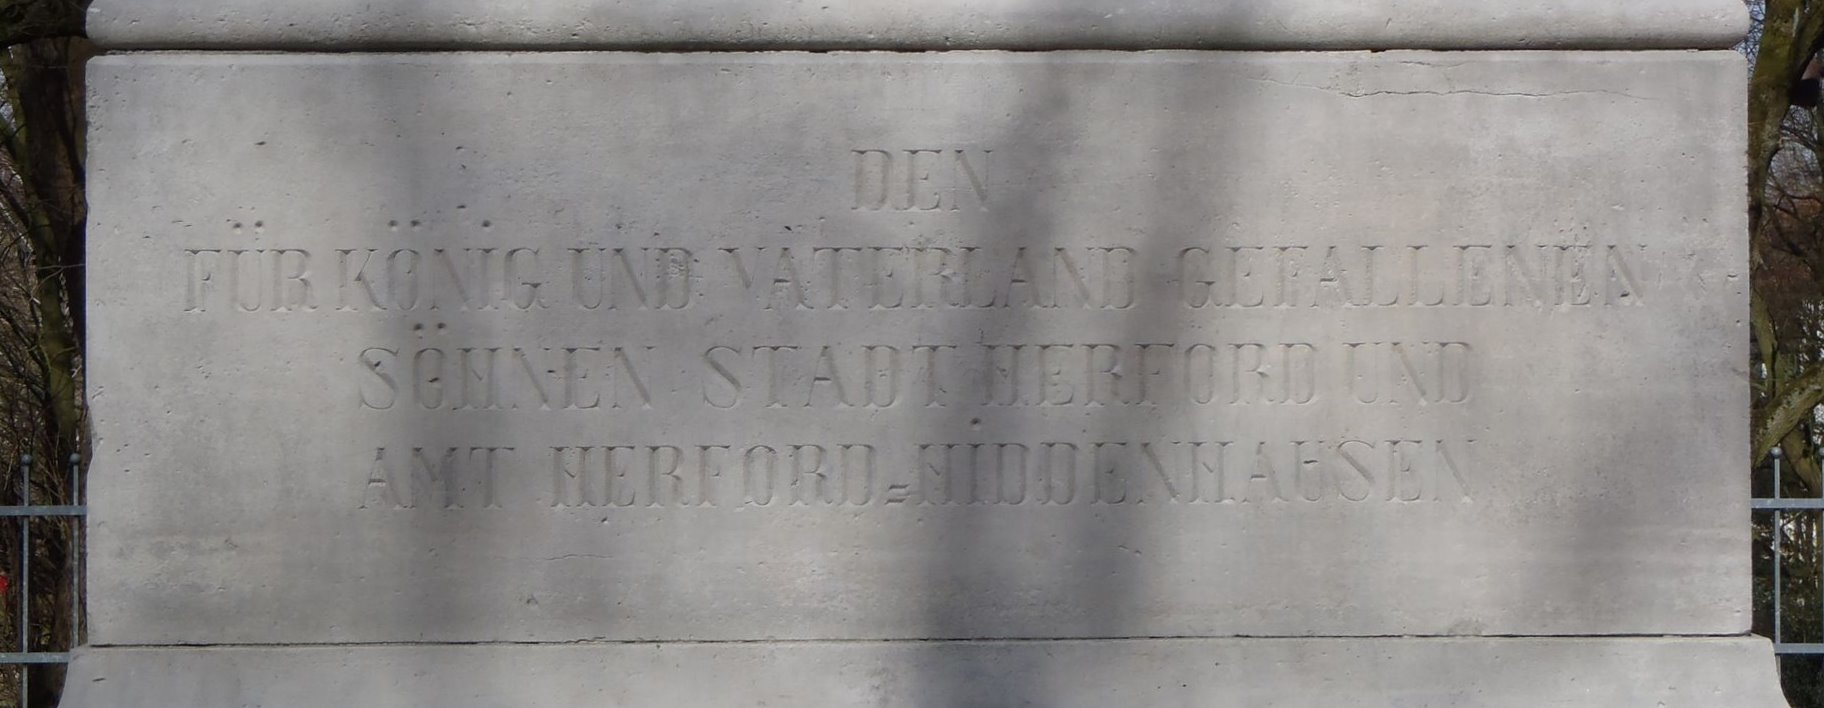 DEN
FÜR KÖNIG UND VATERLAND GEFALLENEN
SÖHNEN STADT HERFORD UND
AMT HERFORD=HIDDENHAUSEN